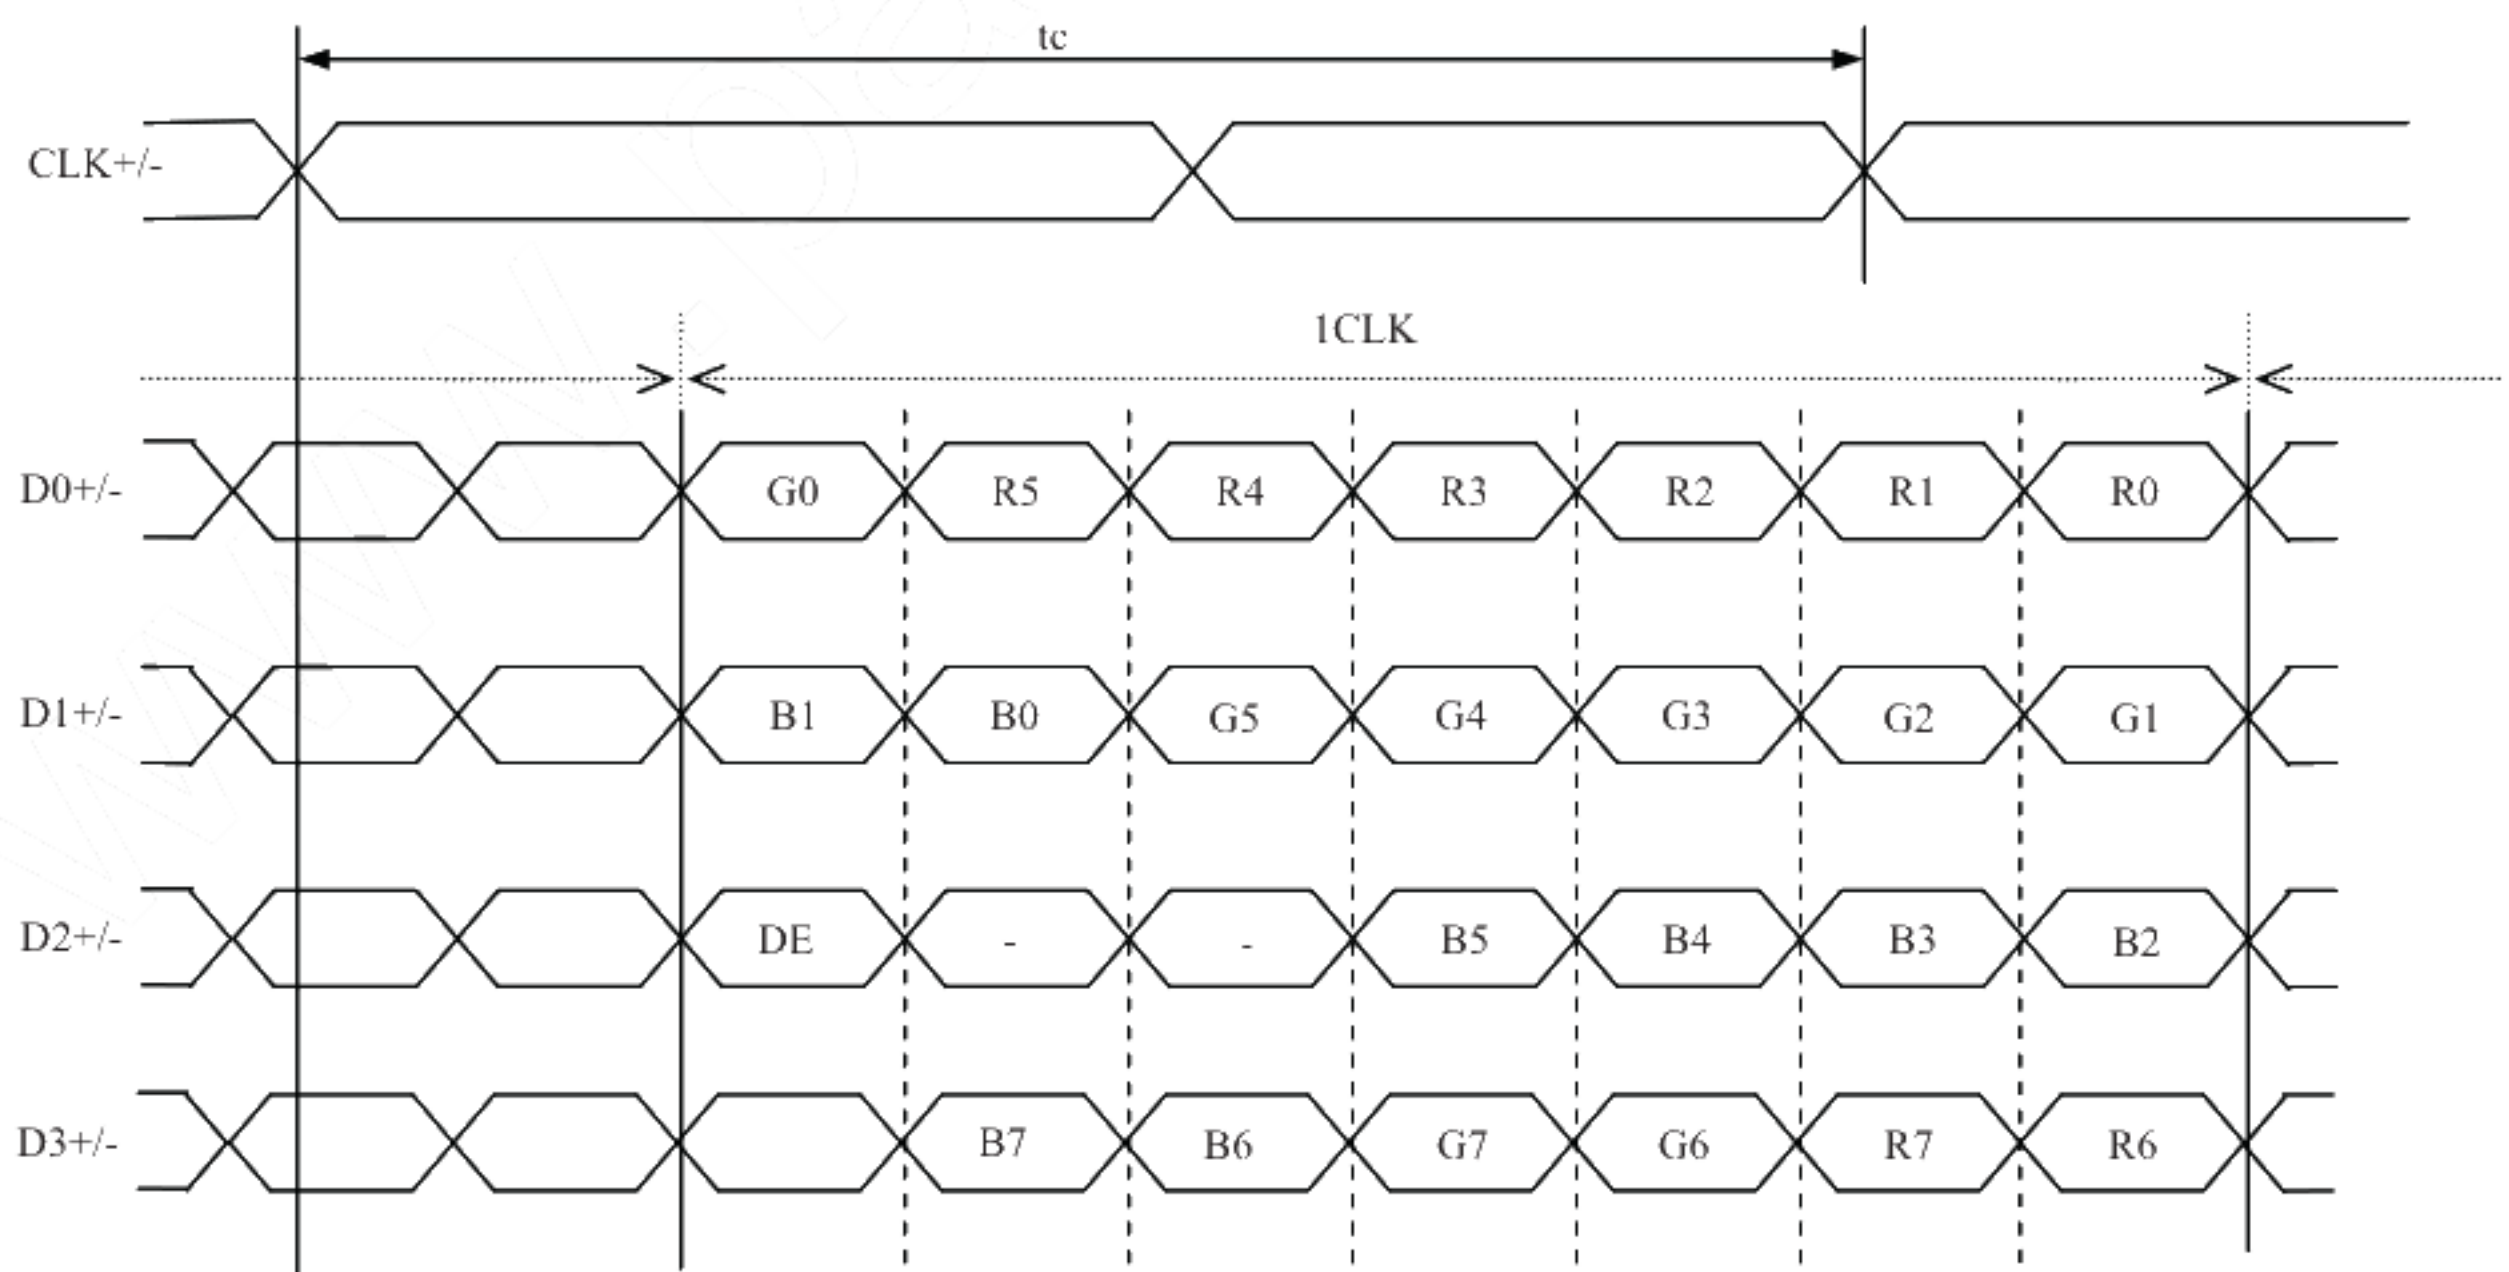 tc
CLK+/-
1CLK
D0+/- G0 R5 R4 R3 R2 R1 R0
D1+/- B1 B0 G5 G4 G3 G2 G1
D2+/- DE - - B5 B4 B3 B2
D3+/- B7 B6 G7 G6 R7 R6